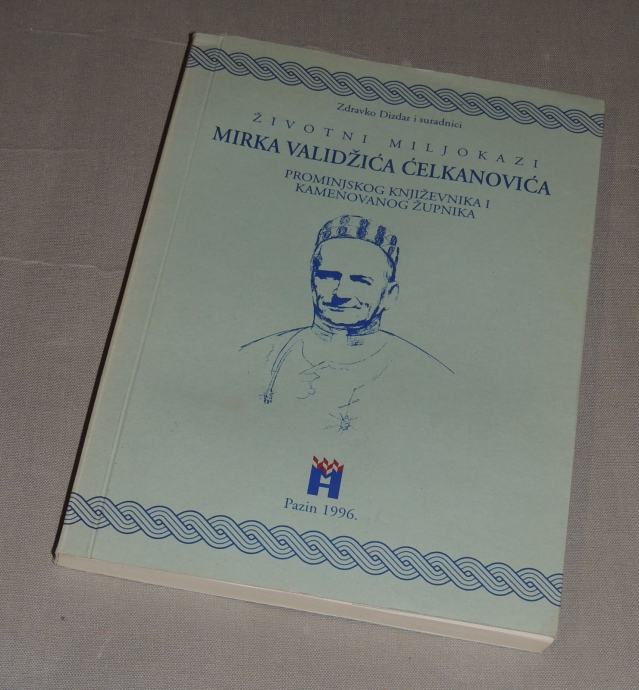 Zdravko Dizdar i suradnici
ŽIVOTNI MILJOKAZI
MIRKA VALIDŽIĆA ĆELKANOVIĆA
PROMINJSKOG KNJIŽEVNIKA I
KAMENOVANOG ŽUPNIKA
Pazin 1996.